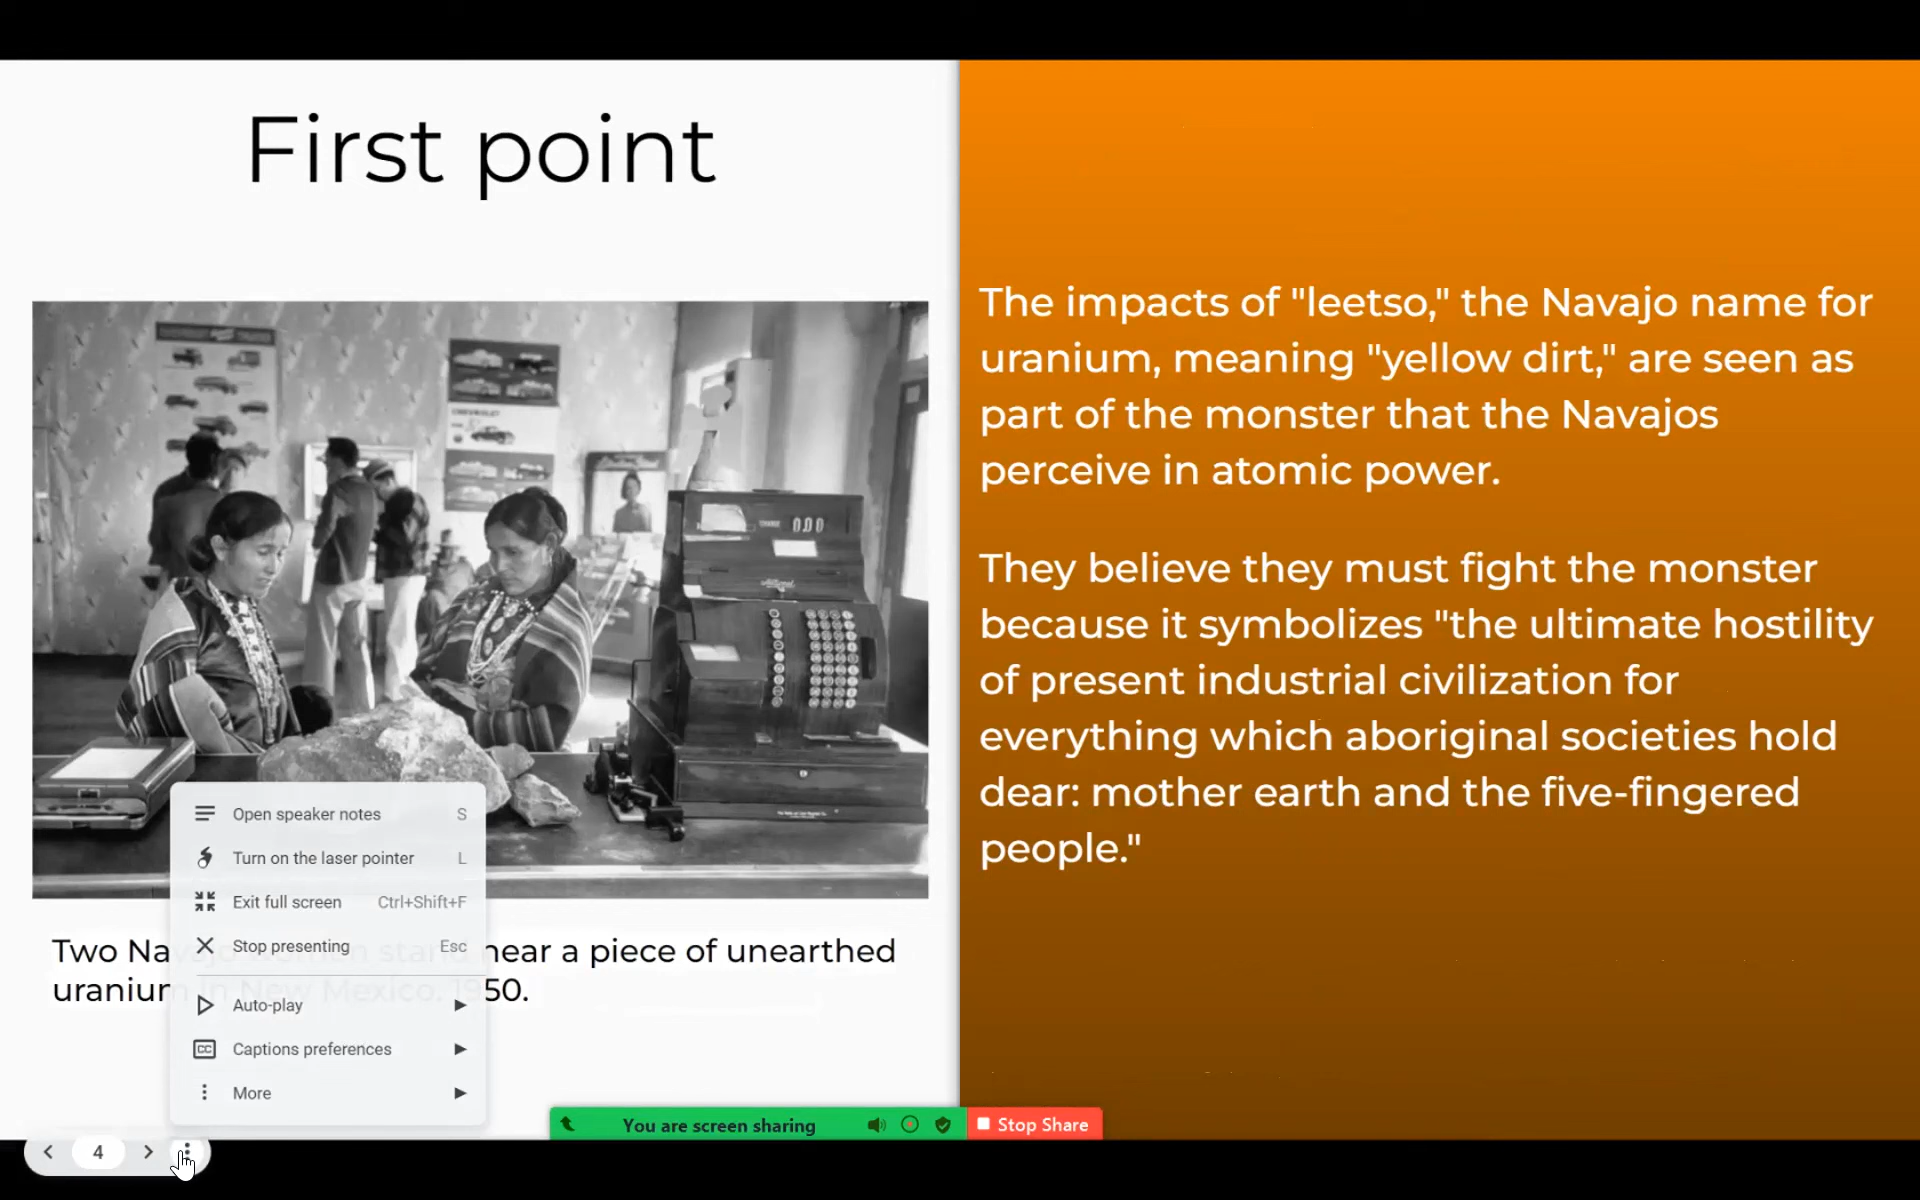 First point
CHEVROLET
000
National
The impacts of "leetso," the Navajo name for
uranium, meaning "yellow dirt," are seen as
part of the monster that the Navajos
perceive in atomic power.
They believe they must fight the monster
because it symbolizes "the ultimate hostility
of present industrial civilization for
everything which aboriginal societies hold
dear: mother earth and the five-fingered
people."
Two Navajo women stand near a piece of unearthed
uranium in New Mexico. 1950.
Open speaker notes S
Turn on the laser pointer L
Exit full screen Ctrl+Shift+F
Stop presenting Esc
Auto-play
CC Captions preferences
More
You are screen sharing
Stop Share
4